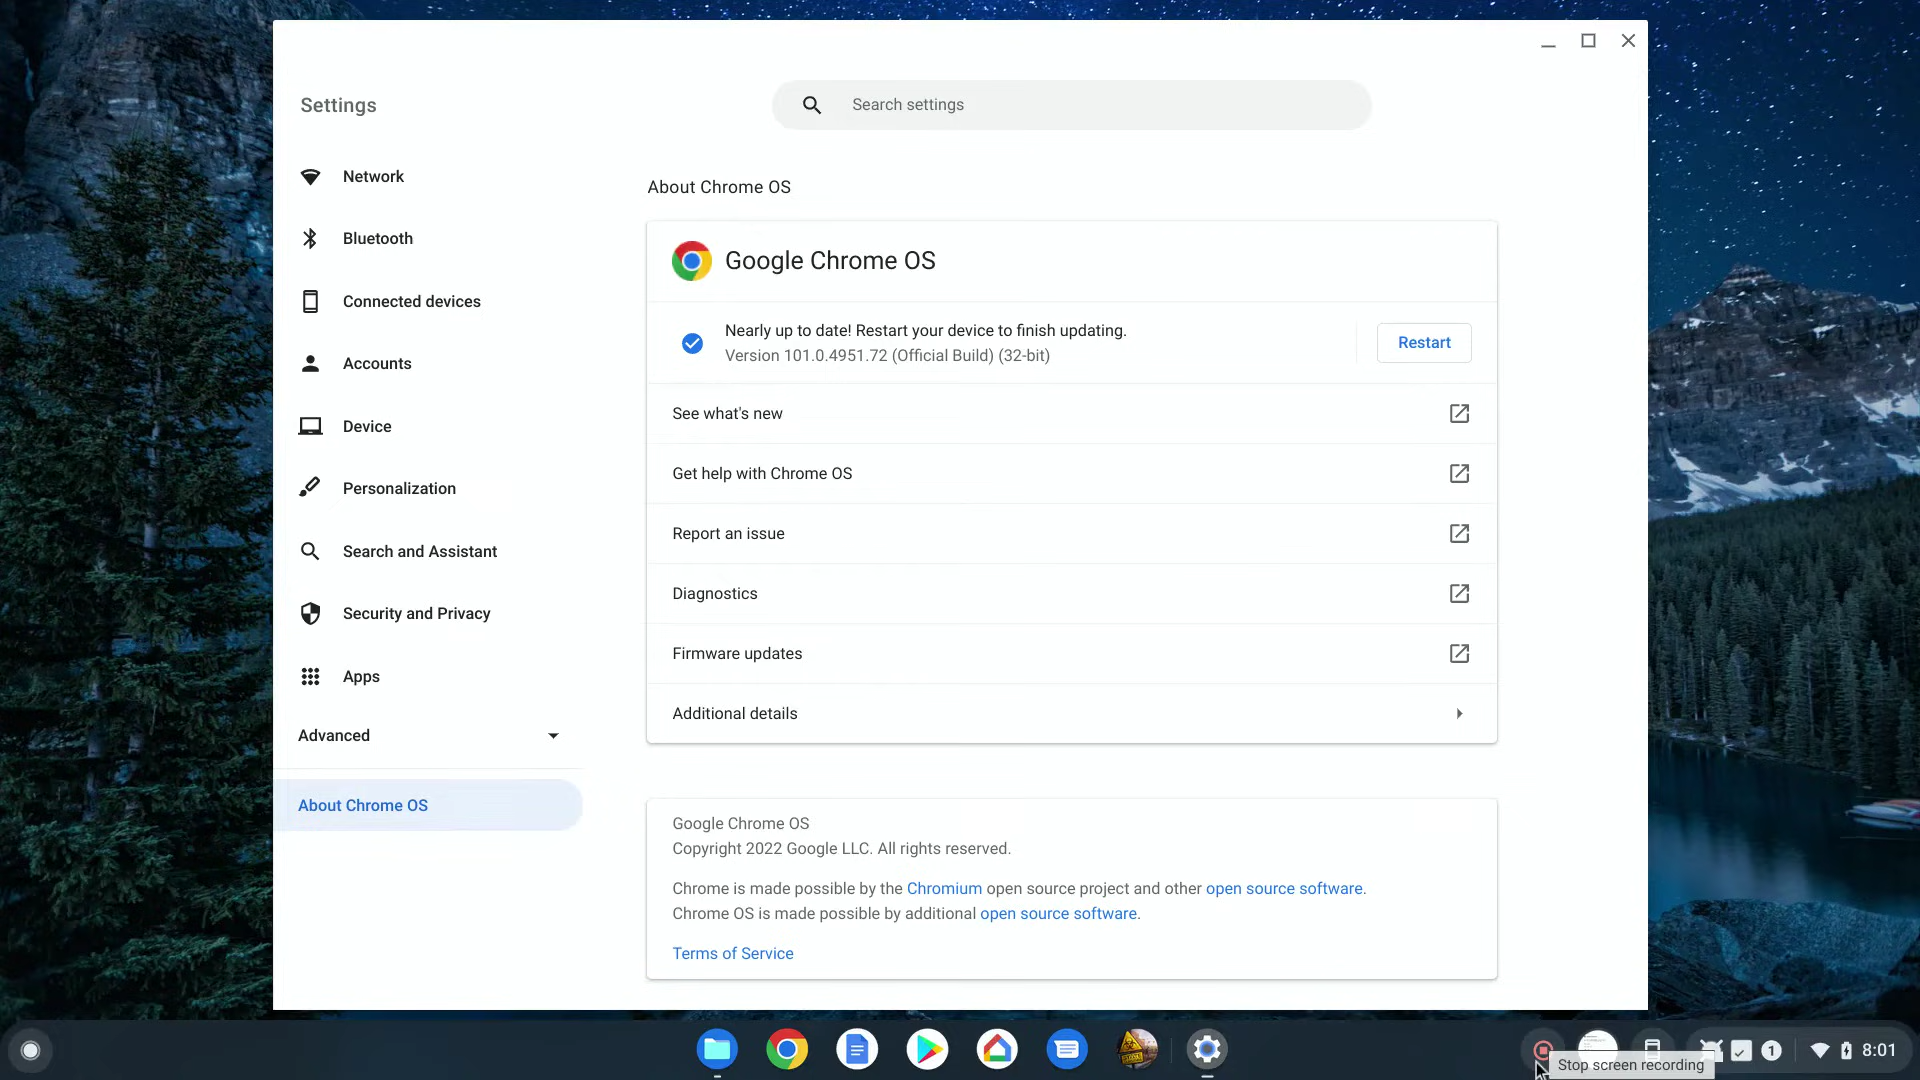 Settings
Search settings
Network
Bluetooth
Connected devices
Accounts
Device
Personalization
Search and Assistant
Security and Privacy
Apps
Advanced
About Chrome OS
About Chrome OS
Google Chrome OS
Nearly up to date! Restart your device to finish updating.
Version 101.0.4951.72 (Official Build) (32-bit)
Restart
See what's new
Get help with Chrome OS
Report an issue
Diagnostics
Firmware updates
Additional details
Google Chrome OS
Copyright 2022 Google LLC. All rights reserved.
Chrome is made possible by the Chromium open source project and other open source software.
Chrome OS is made possible by additional open source software.
Terms of Service
1
8:01
Stop screen recording